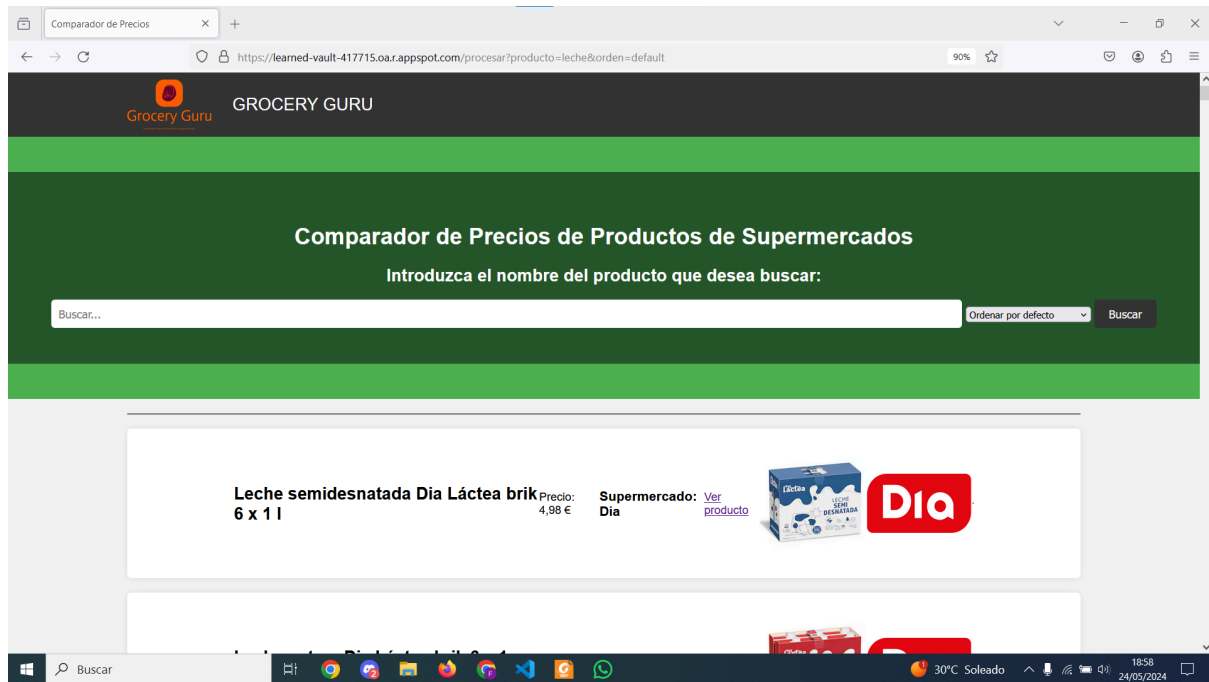 Comparador de Precios
https://learned-vault-417715.oa.r.appspot.com/procesar?producto=leche&orden=default
90%
Grocery Guru
GROCERY GURU
Comparador de Precios de Productos de Supermercados
Introduzca el nombre del producto que desea buscar:
Buscar...
Ordenar por defecto
Buscar
Leche semidesnatada Dia Láctea brik
6 x 1 l
Precio:
4,98 €
Supermercado:
Dia
Ver
producto
Láctea
LECHE
SEMI
DESNATADA
Dia
Buscar
30°C Soleado
18:58
24/05/2024